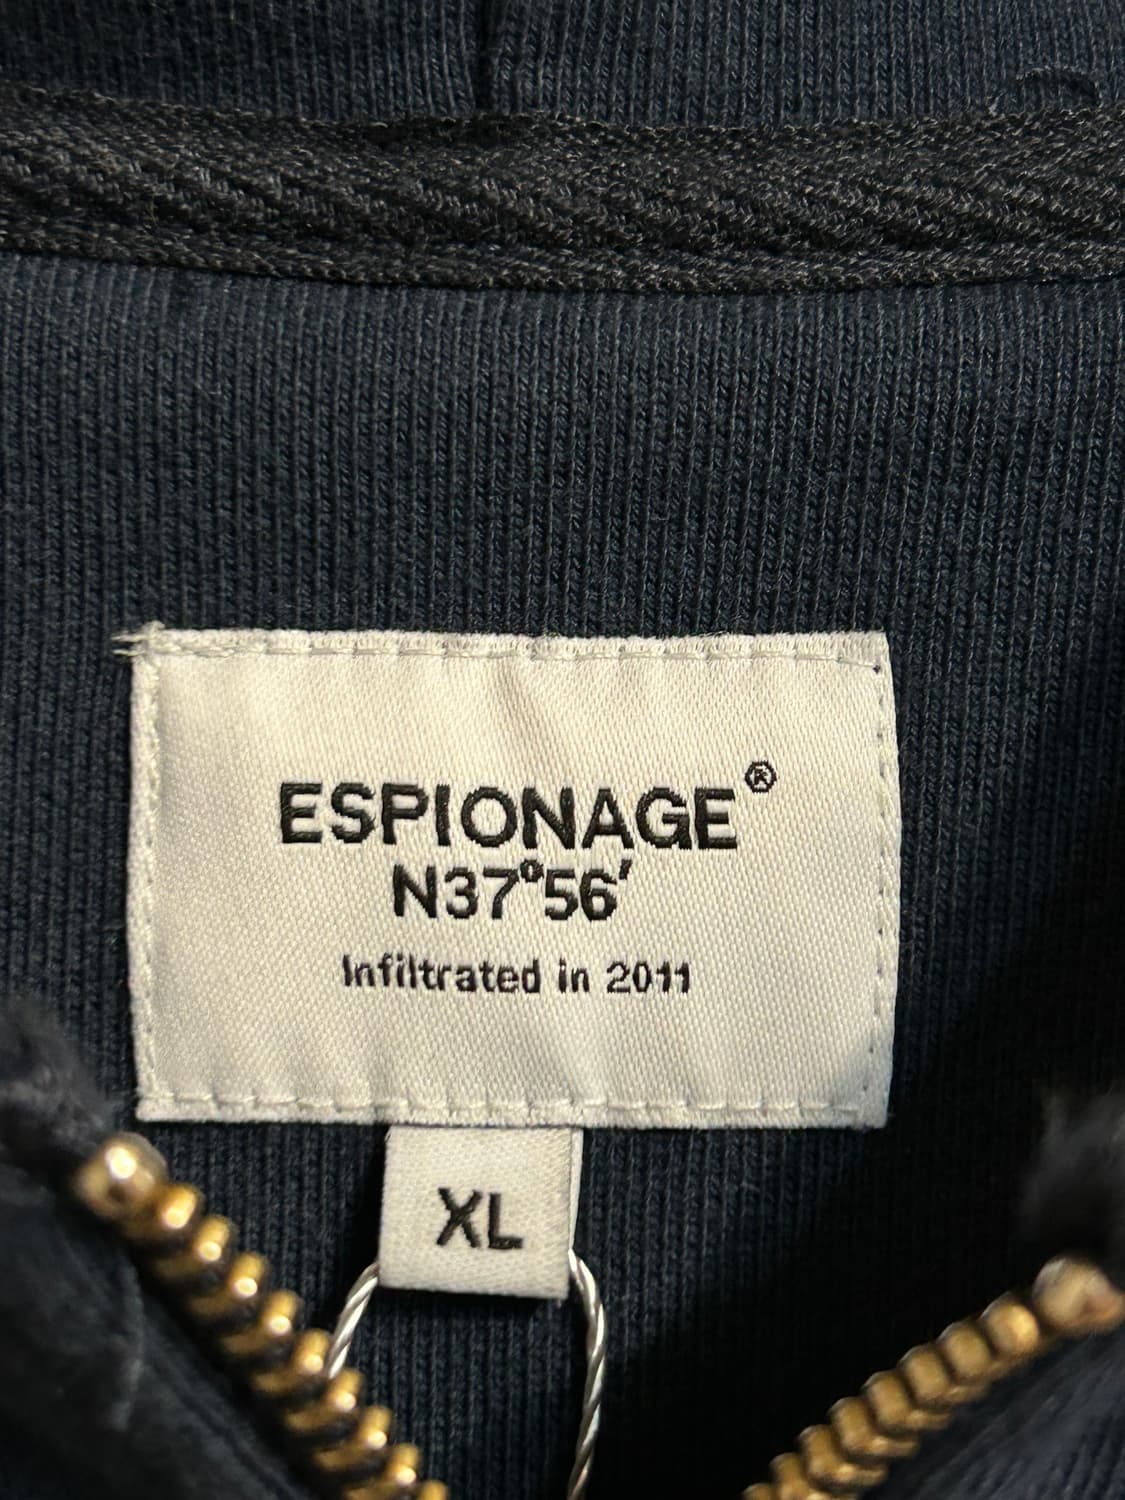 ESPIONAGE®
N37°56′
Infiltrated in 2011
XL